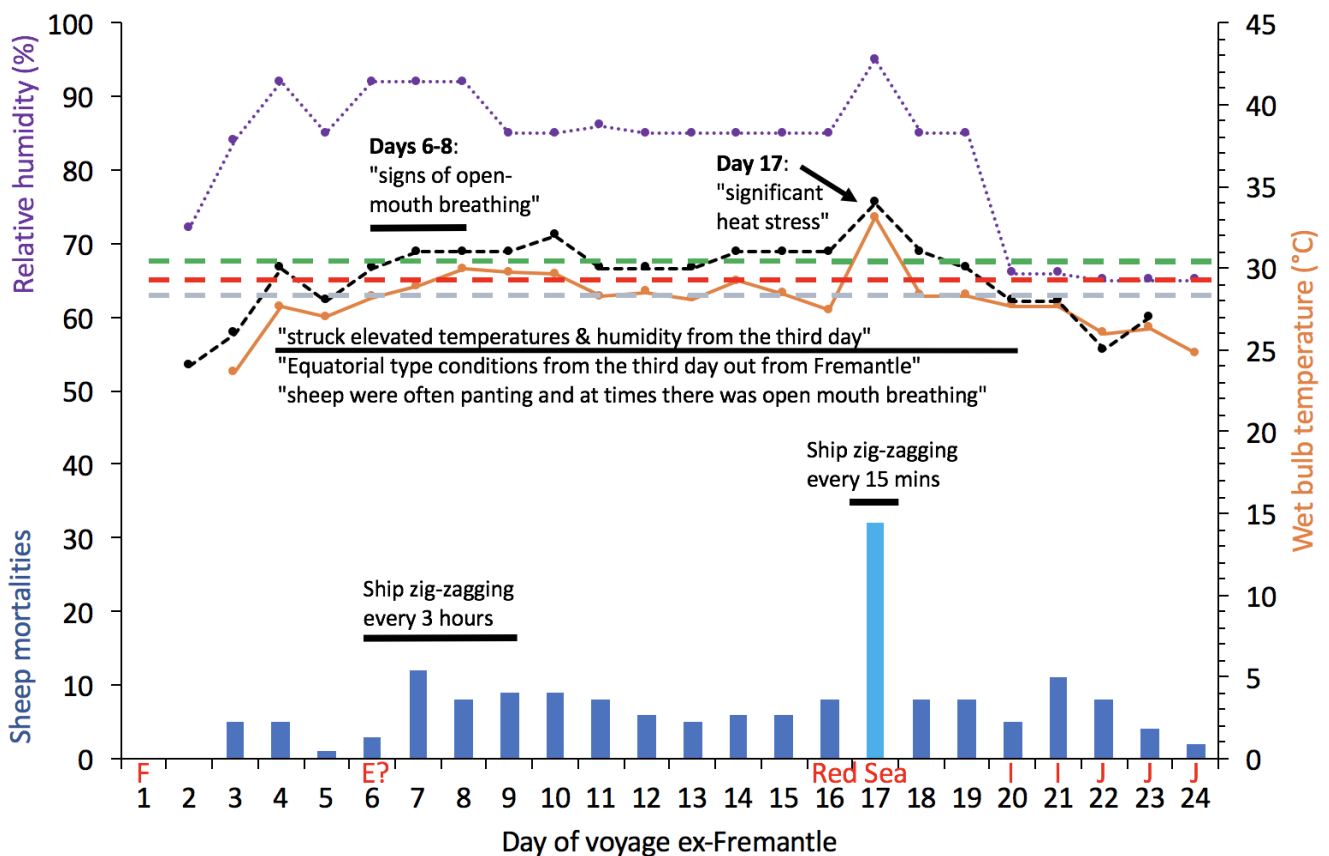 Relative humidity (%)
Sheep mortalities
100
90
80
70
60
50
40
30
20
10
0
Days 6-8:
"signs of open-
mouth breathing"
Day 17:
"significant
heat stress"
"struck elevated temperatures & humidity from the third day"
"Equatorial type conditions from the third day out from Fremantle"
"sheep were often panting and at times there was open mouth breathing"
Ship zig-zagging
every 15 mins
Ship zig-zagging
every 3 hours
45
40
35
30
25
20
15
10
5
0
Wet bulb temperature (°C)
F E? Red Sea I I J J J
1 2 3 4 5 6 7 8 9 10 11 12 13 14 15 16 17 18 19 20 21 22 23 24
Day of voyage ex-Fremantle